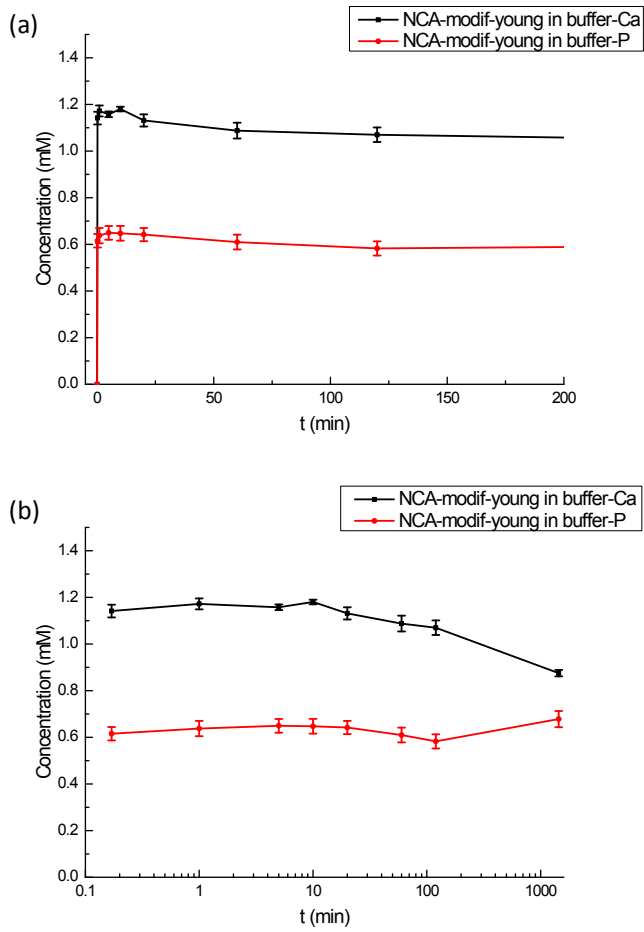 (a)
NCA-modif-young in buffer-Ca
NCA-modif-young in buffer-P
1.4
1.2
1.0
0.8
0.6
0.4
0.2
0.0
Concentration (mM)
0 50 100 150 200
t (min)
(b)
NCA-modif-young in buffer-Ca
NCA-modif-young in buffer-P
1.4
1.2
1.0
0.8
0.6
0.4
0.2
0.0
Concentration (mM)
0.1 1 10 100 1000
t (min)